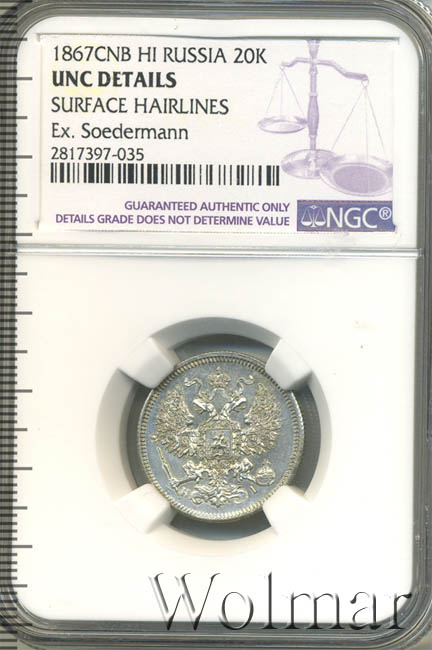 1867CNB HI RUSSIA 20K
UNC DETAILS
SURFACE HAIRLINES
Ex. Soedermann
2817397-035
GUARANTEED AUTHENTIC ONLY
DETAILS GRADE DOES NOT DETERMINE VALUE
NGC®
Wolmar